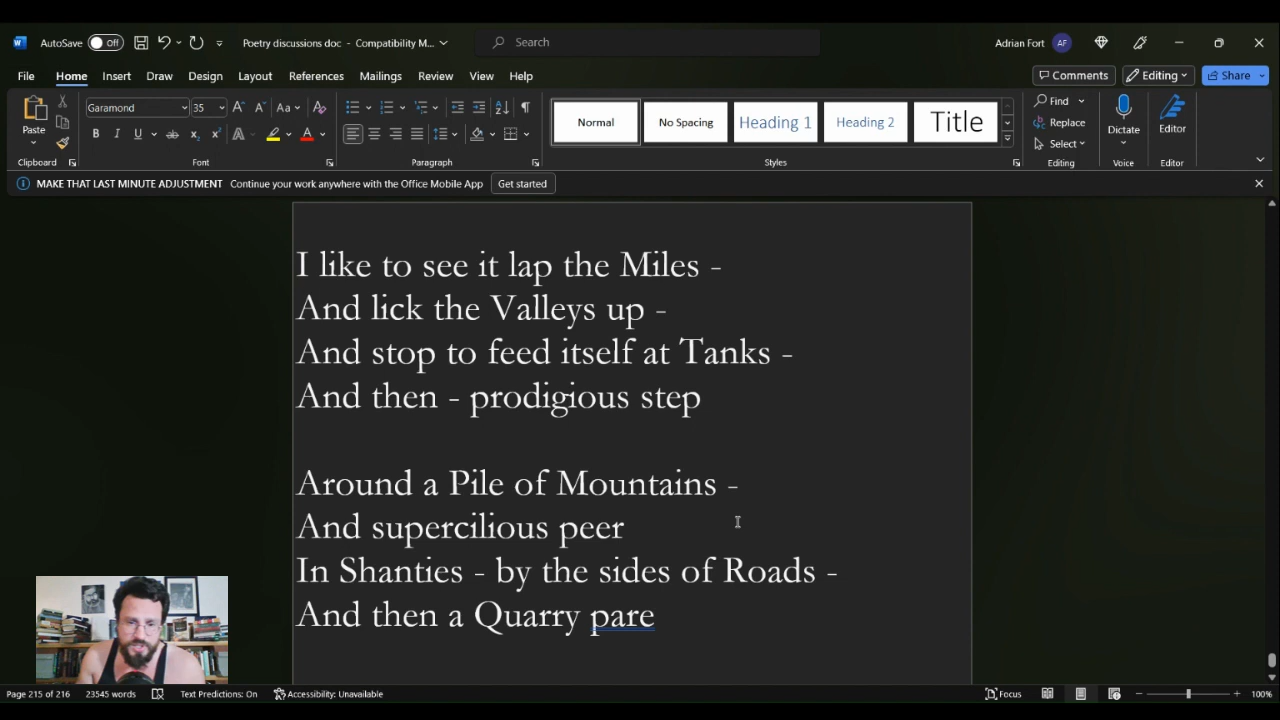 AutoSave Off Poetry discussions doc - Compatibility M... Search Adrian Fort AF
File Home Insert Draw Design Layout References Mailings Review View Help Comments Editing Share
Garamond 35 Aa Normal No Spacing Heading 1 Heading 2 Title Find
Paste Replace Dictate Editor
B I U ab x₂ x² A A Select
Clipboard Font Paragraph Styles Editing Voice Editor
MAKE THAT LAST MINUTE ADJUSTMENT Continue your work anywhere with the Office Mobile App Get started
I like to see it lap the Miles -
And lick the Valleys up -
And stop to feed itself at Tanks -
And then - prodigious step
Around a Pile of Mountains -
And supercilious peer
In Shanties - by the sides of Roads -
And then a Quarry pare
Page 215 of 216 23545 words Text Predictions: On Accessibility: Unavailable Focus 100%